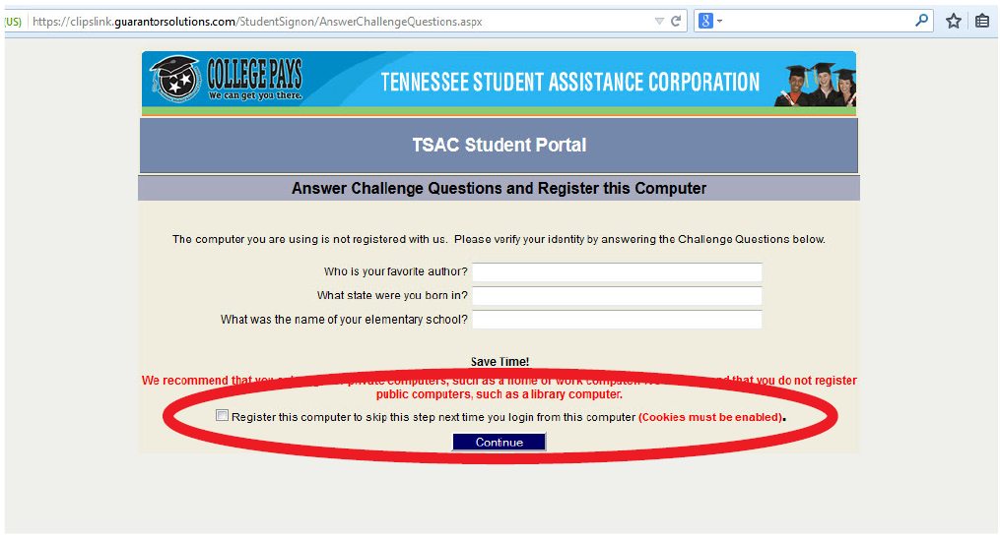 (US) https://clipslink.guarantorsolutions.com/StudentSignon/AnswerChallengeQuestions.aspx
COLLEGE PAYS
We can get you there.
TENNESSEE STUDENT ASSISTANCE CORPORATION
TSAC Student Portal
Answer Challenge Questions and Register this Computer
The computer you are using is not registered with us. Please verify your identity by answering the Challenge Questions below.
Who is your favorite author?
What state were you born in?
What was the name of your elementary school?
Save Time!
We recommend that you private computers, such as a home or work computer. that you do not register
public computers, such as a library computer.
Register this computer to skip this step next time you login from this computer (Cookies must be enabled).
Continue